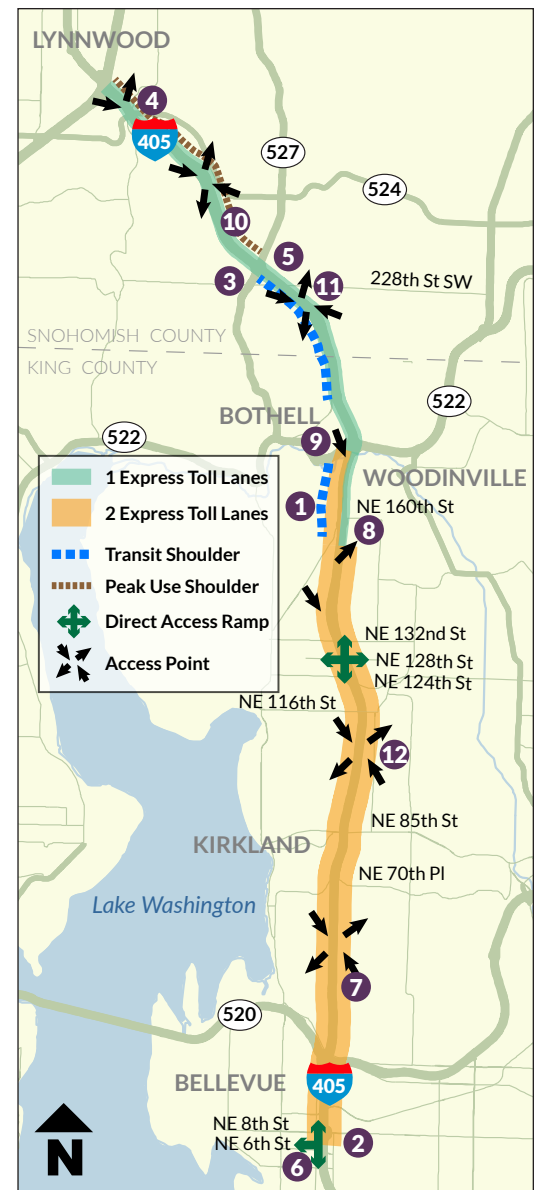 LYNNWOOD
4
405
527
524
10
5
3
11
228th St SW
SNOHOMISH COUNTY
KING COUNTY
BOTHELL
522
522
9
WOODINVILLE
1 Express Toll Lanes
2 Express Toll Lanes
Transit Shoulder
Peak Use Shoulder
Direct Access Ramp
Access Point
1
NE 160th St
8
NE 132nd St
NE 128th St
NE 124th St
NE 116th St
12
NE 85th St
KIRKLAND
NE 70th Pl
Lake Washington
7
520
BELLEVUE
405
NE 8th St
NE 6th St
2
6
N